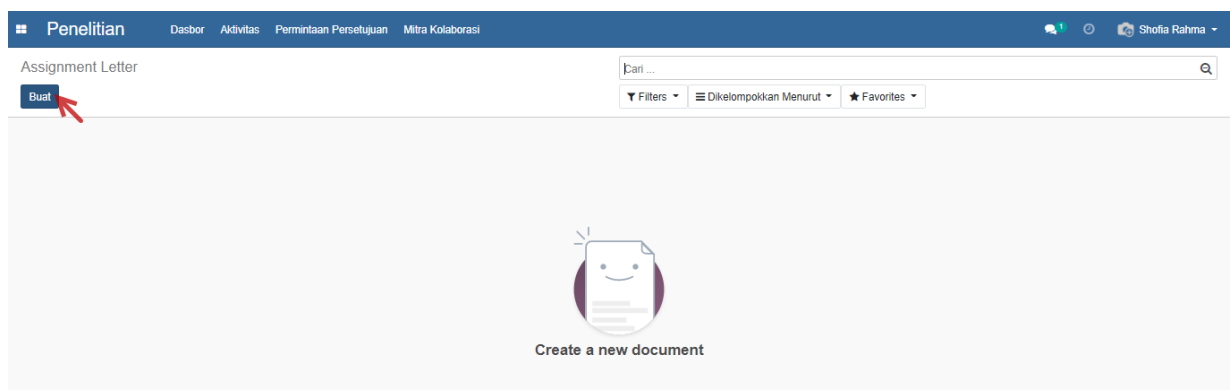 Penelitian Dasbor Aktivitas Permintaan Persetujuan Mitra Kolaborasi 1 Shofia Rahma
Assignment Letter
Cari ...
Buat
Filters Dikelompokkan Menurut Favorites
Create a new document